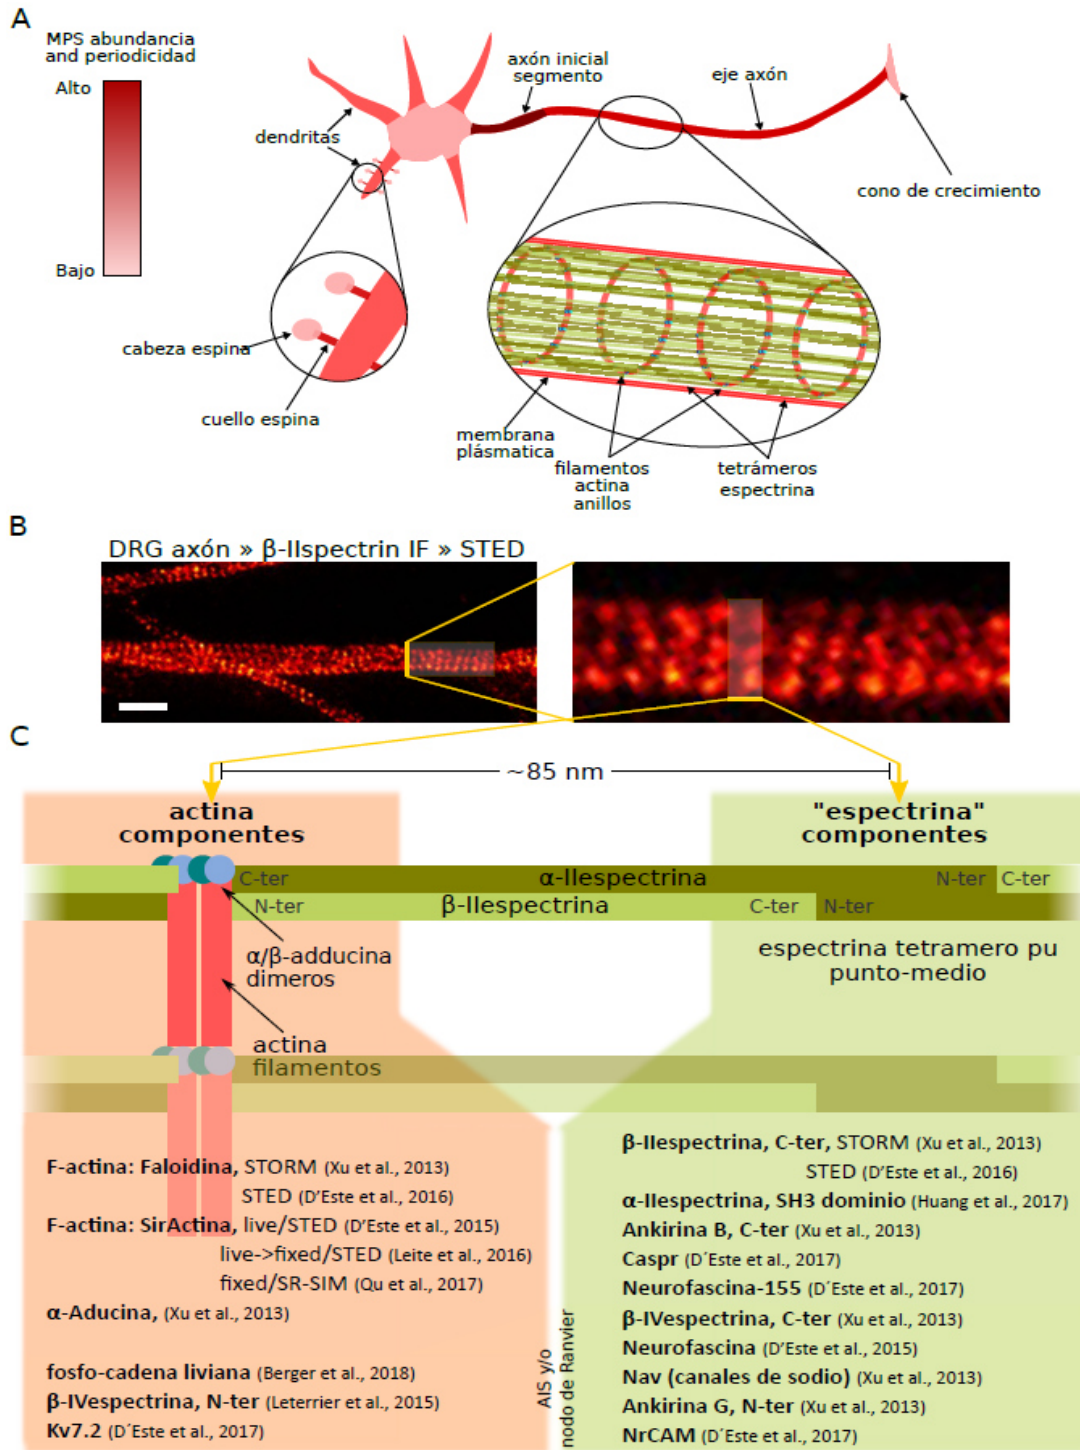 A
MPS abundancia
and periodicidad
Alto
Bajo
dendritas
axón inicial
segmento
eje axón
cono de crecimiento
cabeza espina
cuello espina
membrana
plásmatica
filamentos
actina
anillos
tetrámeros
espectrina
B
DRG axón » β-IIspectrin IF » STED
C
~85 nm
actina
componentes
"espectrina"
componentes
C-ter
α-IIespectrina
N-ter
C-ter
N-ter
β-IIespectrina
C-ter
N-ter
α/β-adducina
dimeros
espectrina tetramero pu
punto-medio
actina
filamentos
F-actina: Faloidina, STORM (Xu et al., 2013)
STED (D'Este et al., 2016)
F-actina: SirActina, live/STED (D'Este et al., 2015)
live->fixed/STED (Leite et al., 2016)
fixed/SR-SIM (Qu et al., 2017)
α-Aducina, (Xu et al., 2013)
fosfo-cadena liviana (Berger et al., 2018)
β-IVespectrina, N-ter (Leterrier et al., 2015)
Kv7.2 (D´Este et al., 2017)
AIS y/o
nodo de Ranvier
β-IIespectrina, C-ter, STORM (Xu et al., 2013)
STED (D'Este et al., 2016)
α-IIespectrina, SH3 dominio (Huang et al., 2017)
Ankirina B, C-ter (Xu et al., 2013)
Caspr (D´Este et al., 2017)
Neurofascina-155 (D´Este et al., 2017)
β-IVespectrina, C-ter (Xu et al., 2013)
Neurofascina (D'Este et al., 2015)
Nav (canales de sodio) (Xu et al., 2013)
Ankirina G, N-ter (Xu et al., 2013)
NrCAM (D´Este et al., 2017)